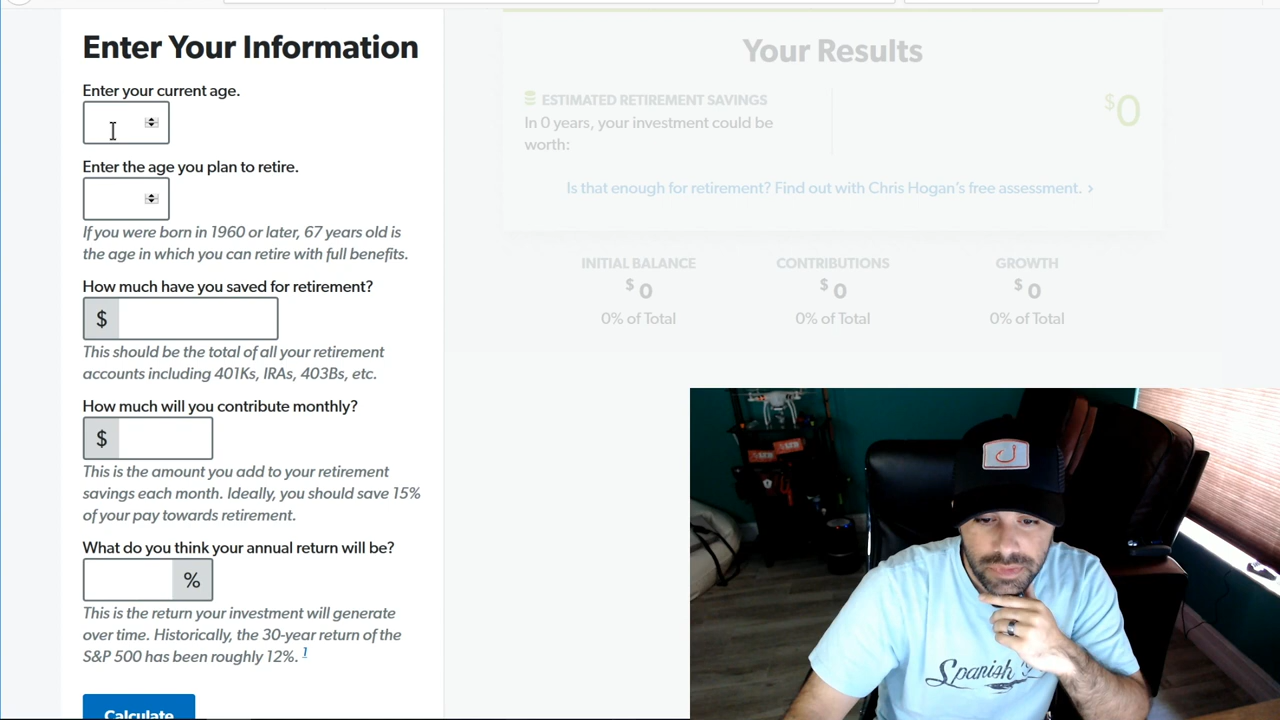 Enter Your Information
Enter your current age.
Enter the age you plan to retire.
If you were born in 1960 or later, 67 years old is
the age in which you can retire with full benefits.
How much have you saved for retirement?
$
This should be the total of all your retirement
accounts including 401Ks, IRAs, 403Bs, etc.
How much will you contribute monthly?
$
This is the amount you add to your retirement
savings each month. Ideally, you should save 15%
of your pay towards retirement.
What do you think your annual return will be?
%
This is the return your investment will generate
over time. Historically, the 30-year return of the
S&P 500 has been roughly 12%. 1
Calculate
Your Results
ESTIMATED RETIREMENT SAVINGS
In 0 years, your investment could be
worth:
$0
Is that enough for retirement? Find out with Chris Hogan's free assessment. ›
INITIAL BALANCE
$ 0
0% of Total
CONTRIBUTIONS
$ 0
0% of Total
GROWTH
$ 0
0% of Total
Spanish